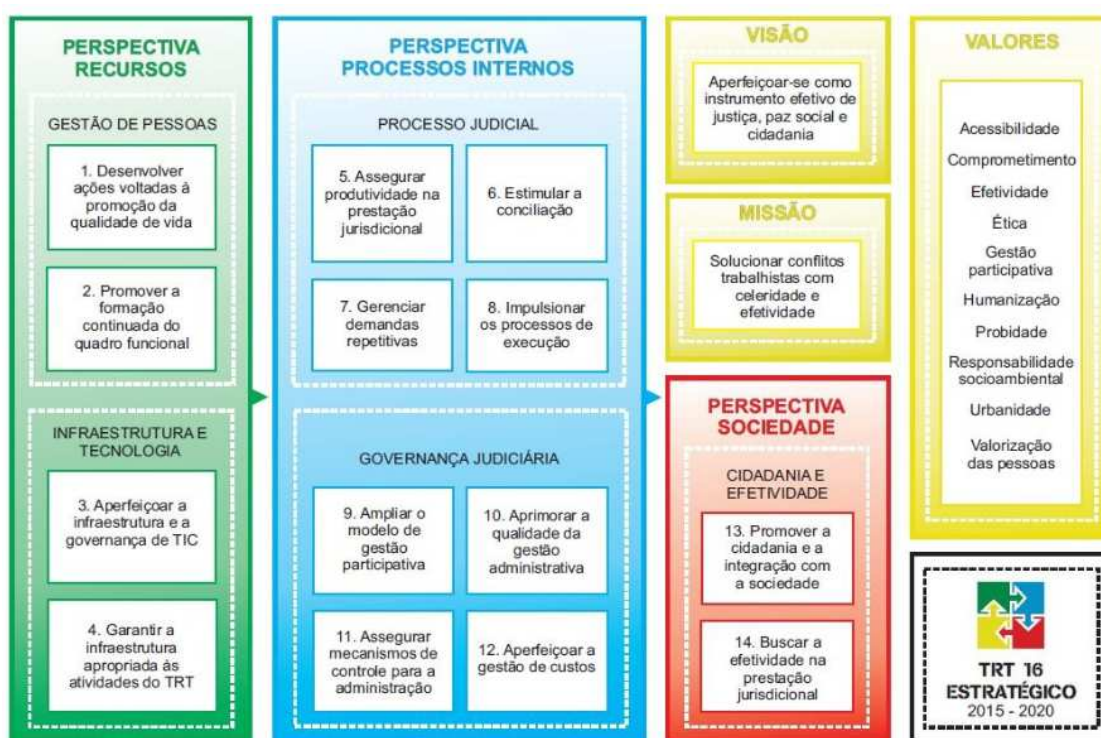 PERSPECTIVA
RECURSOS
GESTÃO DE PESSOAS
1. Desenvolver
ações voltadas à
promoção da
qualidade de vida
2. Promover a
formação
continuada do
quadro funcional
INFRAESTRUTURA E
TECNOLOGIA
3. Aperfeiçoar a
infraestrutura e a
governança de TIC
4. Garantir a
infraestrutura
apropriada às
atividades do TRT
PERSPECTIVA
PROCESSOS INTERNOS
PROCESSO JUDICIAL
5. Assegurar
produtividade na
prestação
jurisdicional
6. Estimular a
conciliação
7. Gerenciar
demandas
repetitivas
8. Impulsionar
os processos de
execução
GOVERNANÇA JUDICIÁRIA
9. Ampliar o
modelo de
gestão
participativa
10. Aprimorar a
qualidade da
gestão
administrativa
11. Assegurar
mecanismos de
controle para a
administração
12. Aperfeiçoar a
gestão de custos
VISÃO
Aperfeiçoar-se como
instrumento efetivo de
justiça, paz social e
cidadania
MISSÃO
Solucionar conflitos
trabalhistas com
celeridade e
efetividade
PERSPECTIVA
SOCIEDADE
CIDADANIA E
EFETIVIDADE
13. Promover a
cidadania e a
integração com
a sociedade
14. Buscar a
efetividade na
prestação
jurisdicional
VALORES
Acessibilidade
Comprometimento
Efetividade
Ética
Gestão
participativa
Humanização
Probidade
Responsabilidade
socioambiental
Urbanidade
Valorização
das pessoas
TRT 16
ESTRATÉGICO
2015 - 2020